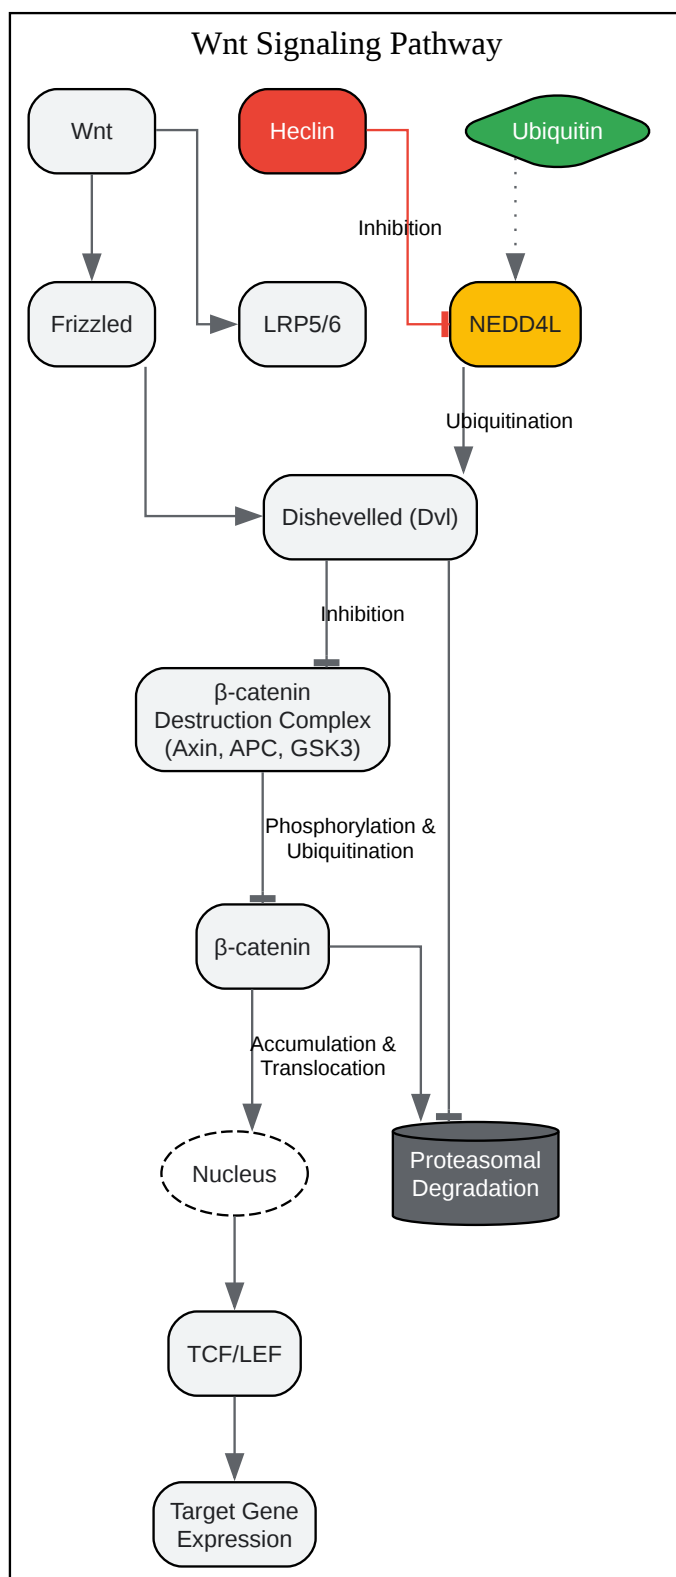 Wnt Signaling Pathway
Wnt
Heclin
Ubiquitin
Inhibition
Frizzled
LRP5/6
NEDD4L
Ubiquitination
Dishevelled (Dvl)
Inhibition
β-catenin
Destruction Complex
(Axin, APC, GSK3)
Phosphorylation &
Ubiquitination
β-catenin
Accumulation &
Translocation
Nucleus
Proteasomal
Degradation
TCF/LEF
Target Gene
Expression